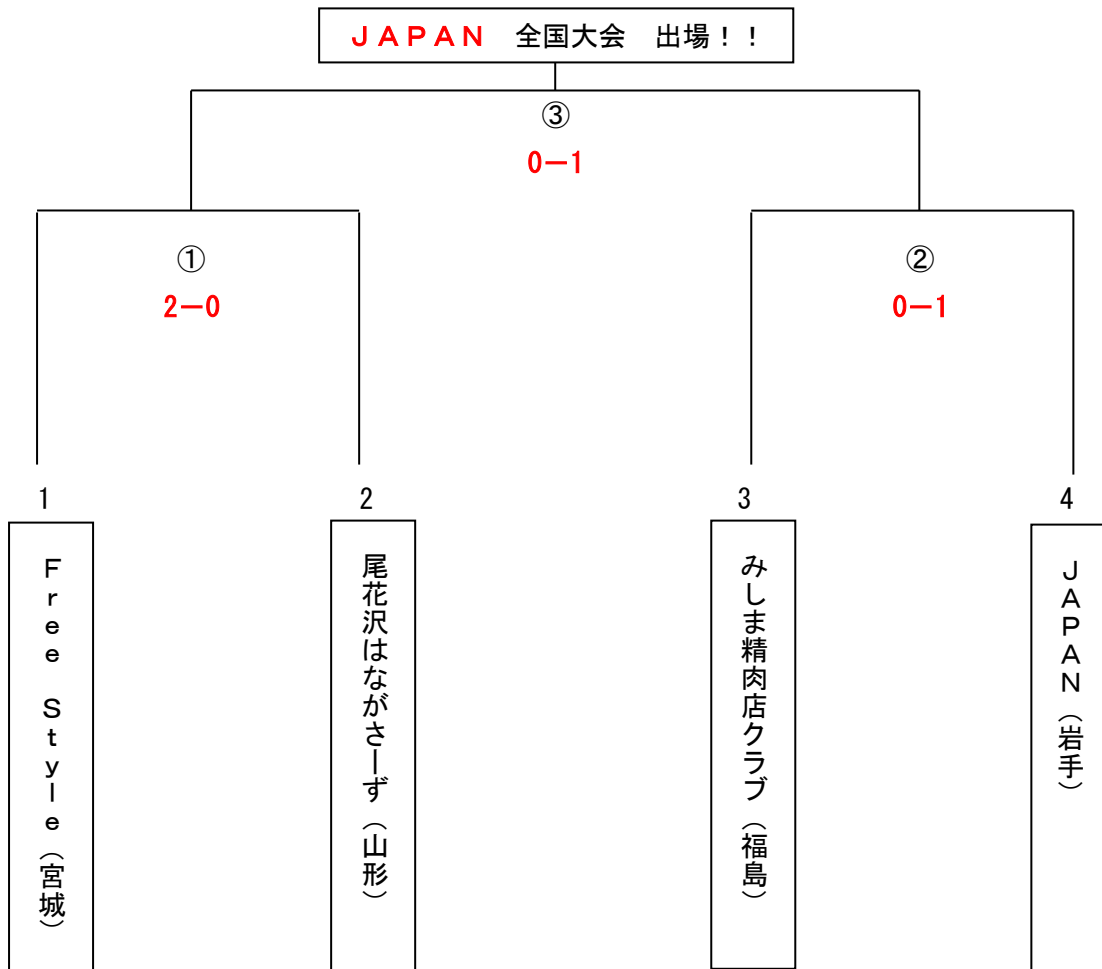 JAPAN 全国大会 出場！！
③
0－1
①
2－0
②
0－1
1
2
3
4
Free Style（宮城）
尾花沢はながさーず（山形）
みしま精肉店クラブ（福島）
JAPAN（岩手）